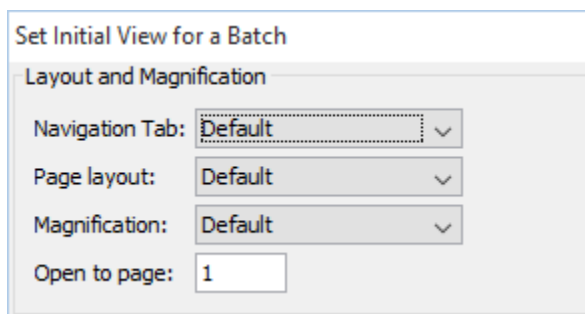 Set Initial View for a Batch
Layout and Magnification
Navigation Tab: Default
Page layout: Default
Magnification: Default
Open to page: 1